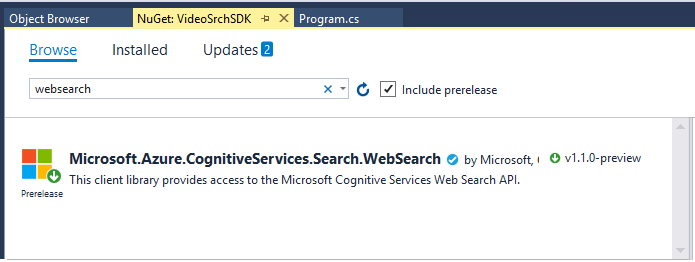 Object Browser NuGet: VideoSrchSDK Program.cs
Browse Installed Updates 2
websearch Include prerelease
Microsoft.Azure.CognitiveServices.Search.WebSearch by Microsoft, v1.1.0-preview
This client library provides access to the Microsoft Cognitive Services Web Search API.
Prerelease